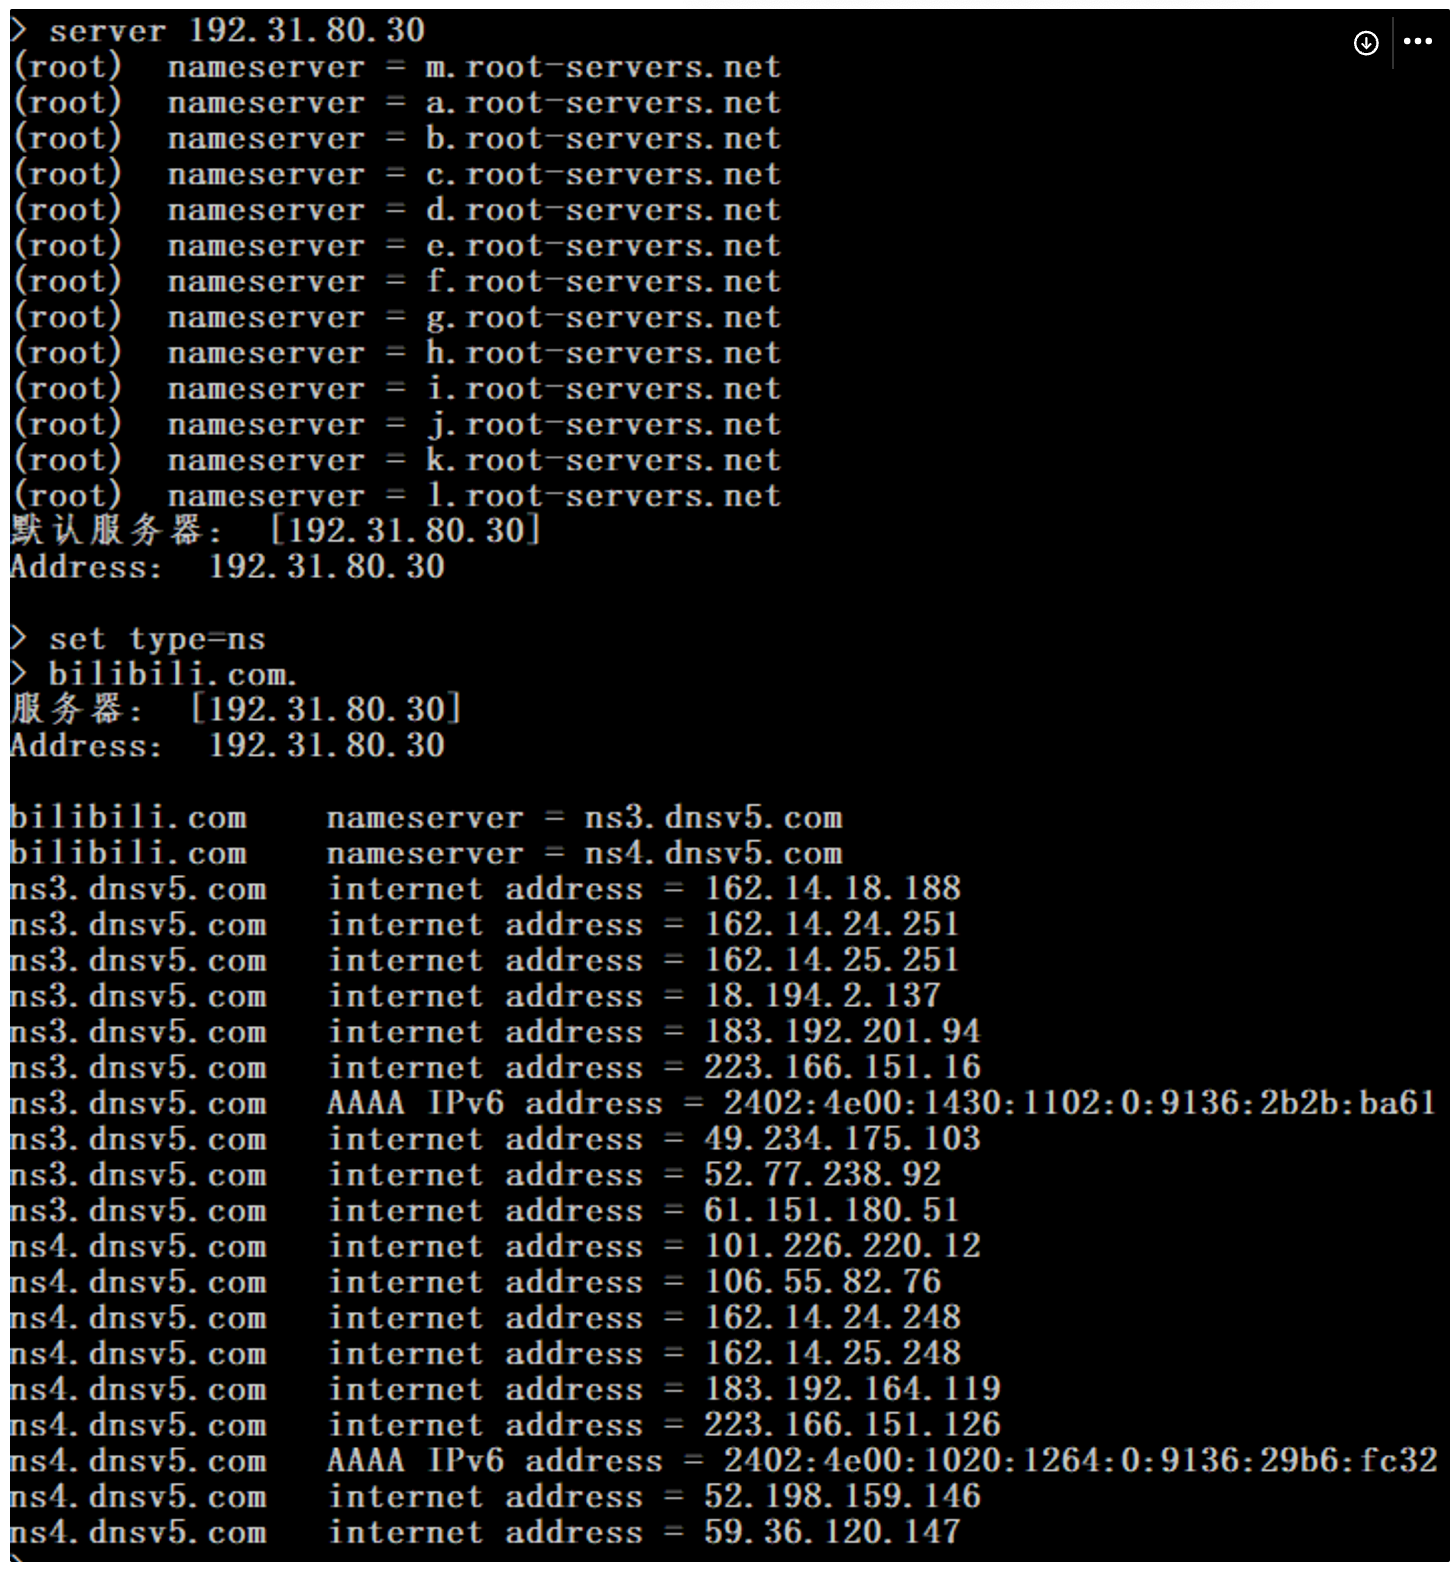 > server 192.31.80.30
(root)  nameserver = m.root-servers.net
(root)  nameserver = a.root-servers.net
(root)  nameserver = b.root-servers.net
(root)  nameserver = c.root-servers.net
(root)  nameserver = d.root-servers.net
(root)  nameserver = e.root-servers.net
(root)  nameserver = f.root-servers.net
(root)  nameserver = g.root-servers.net
(root)  nameserver = h.root-servers.net
(root)  nameserver = i.root-servers.net
(root)  nameserver = j.root-servers.net
(root)  nameserver = k.root-servers.net
(root)  nameserver = l.root-servers.net
默认服务器:  [192.31.80.30]
Address:  192.31.80.30
> set type=ns
> bilibili.com.
服务器:  [192.31.80.30]
Address:  192.31.80.30
bilibili.com    nameserver = ns3.dnsv5.com
bilibili.com    nameserver = ns4.dnsv5.com
ns3.dnsv5.com   internet address = 162.14.18.188
ns3.dnsv5.com   internet address = 162.14.24.251
ns3.dnsv5.com   internet address = 162.14.25.251
ns3.dnsv5.com   internet address = 18.194.2.137
ns3.dnsv5.com   internet address = 183.192.201.94
ns3.dnsv5.com   internet address = 223.166.151.16
ns3.dnsv5.com   AAAA IPv6 address = 2402:4e00:1430:1102:0:9136:2b2b:ba61
ns3.dnsv5.com   internet address = 49.234.175.103
ns3.dnsv5.com   internet address = 52.77.238.92
ns3.dnsv5.com   internet address = 61.151.180.51
ns4.dnsv5.com   internet address = 101.226.220.12
ns4.dnsv5.com   internet address = 106.55.82.76
ns4.dnsv5.com   internet address = 162.14.24.248
ns4.dnsv5.com   internet address = 162.14.25.248
ns4.dnsv5.com   internet address = 183.192.164.119
ns4.dnsv5.com   internet address = 223.166.151.126
ns4.dnsv5.com   AAAA IPv6 address = 2402:4e00:1020:1264:0:9136:29b6:fc32
ns4.dnsv5.com   internet address = 52.198.159.146
ns4.dnsv5.com   internet address = 59.36.120.147